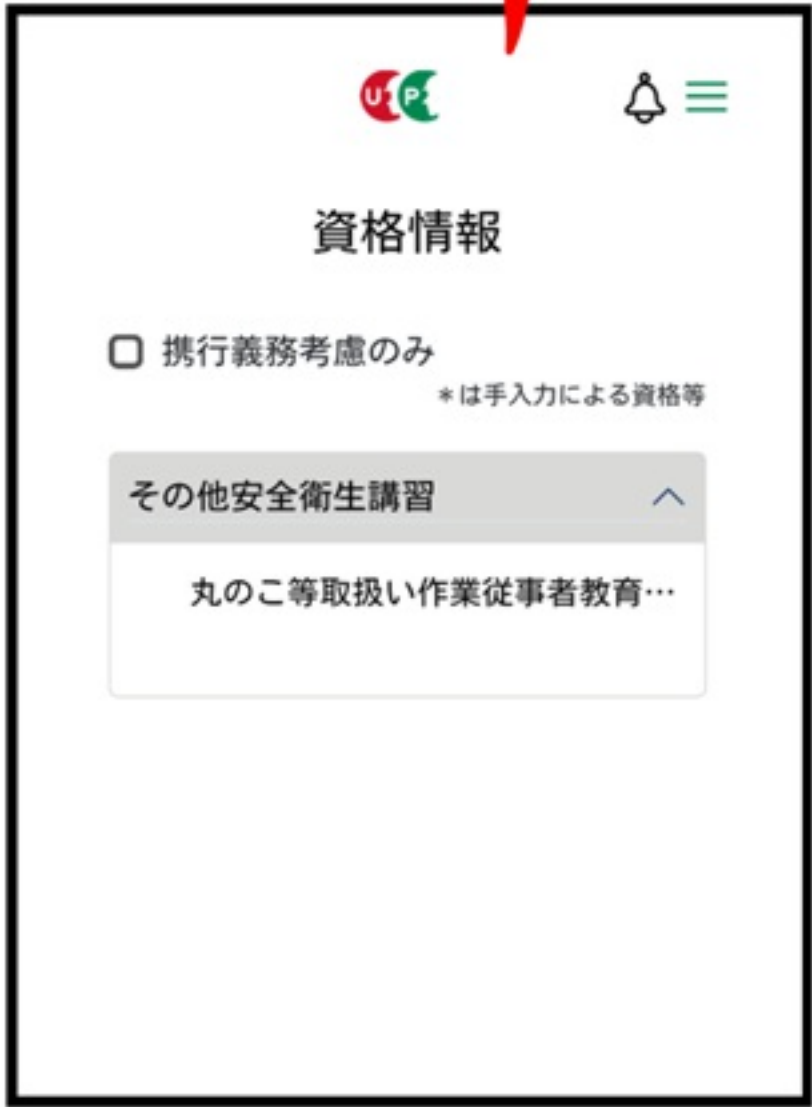 U P
資格情報
携行義務考慮のみ
*は手入力による資格等
その他安全衛生講習
丸のこ等取扱い作業従事者教育…